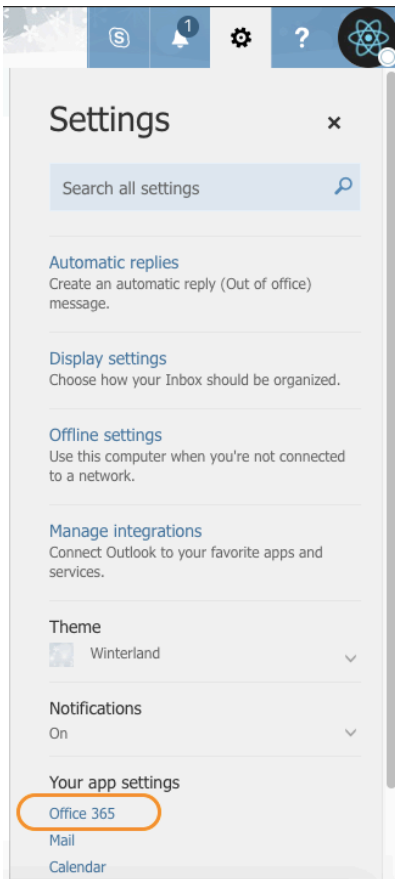 1
?
Settings
Search all settings
Automatic replies
Create an automatic reply (Out of office)
message.
Display settings
Choose how your Inbox should be organized.
Offline settings
Use this computer when you're not connected
to a network.
Manage integrations
Connect Outlook to your favorite apps and
services.
Theme
Winterland
Notifications
On
Your app settings
Office 365
Mail
Calendar